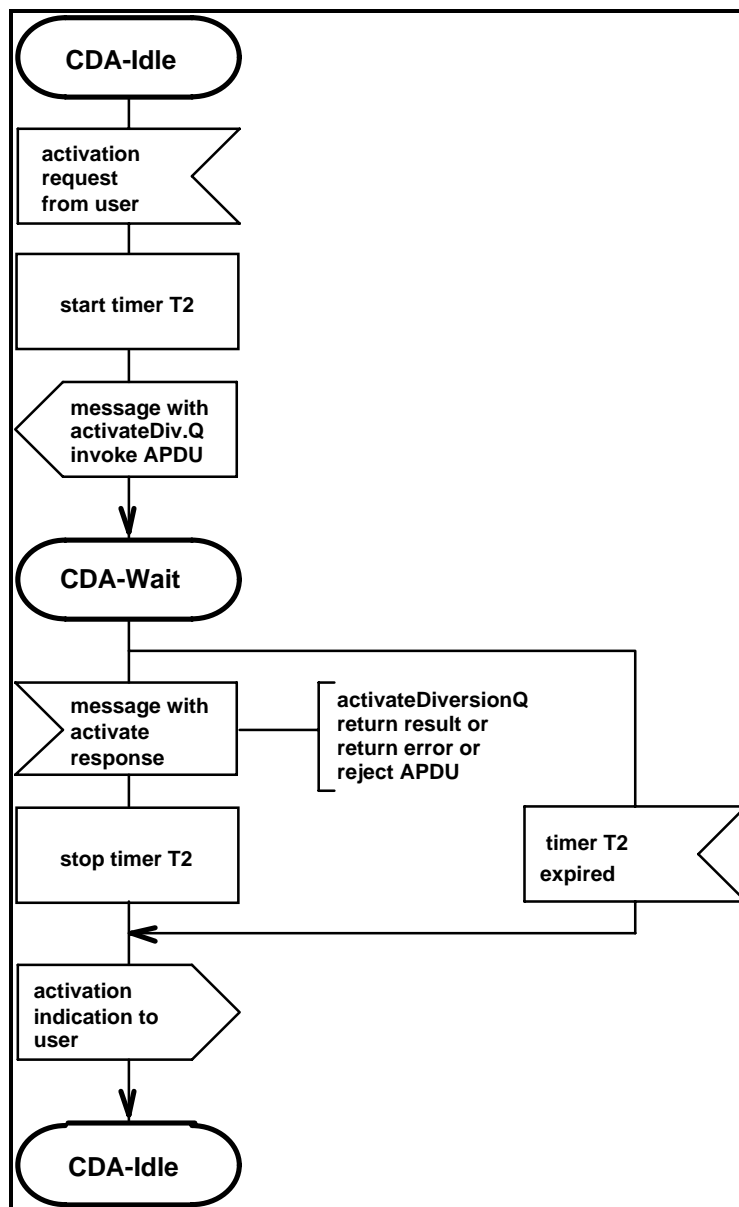 CDA-Idle
activation
request
from user
start timer T2
message with
activateDiv.Q
invoke APDU
CDA-Wait
message with
activate
response
activateDiversionQ
return result or
return error or
reject APDU
stop timer T2
timer T2
expired
activation
indication to
user
CDA-Idle